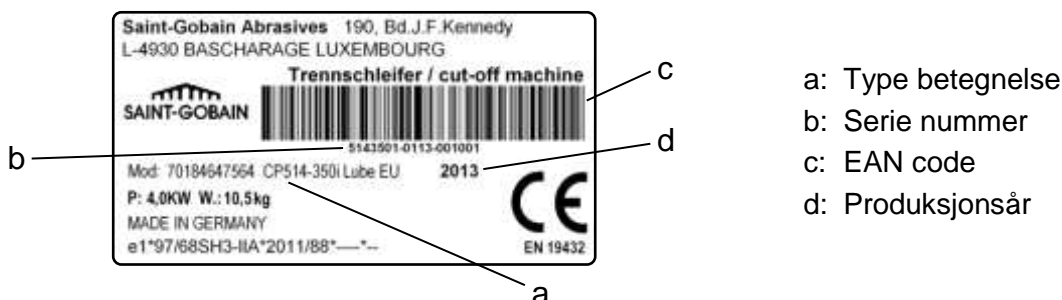 Saint-Gobain Abrasives 190, Bd.J.F.Kennedy
L-4930 BASCHARAGE LUXEMBOURG
Trennschleifer / cut-off machine
SAINT-GOBAIN
5143501-0113-001001
Mod: 70184647564 CP514-350i Lube EU 2013
P: 4,0KW W.:10,5kg
MADE IN GERMANY
e1*97/68SH3-IIA*2011/88*----*--
CE
EN 19432
b
c
d
a
a: Type betegnelse
b: Serie nummer
c: EAN code
d: Produksjonsår